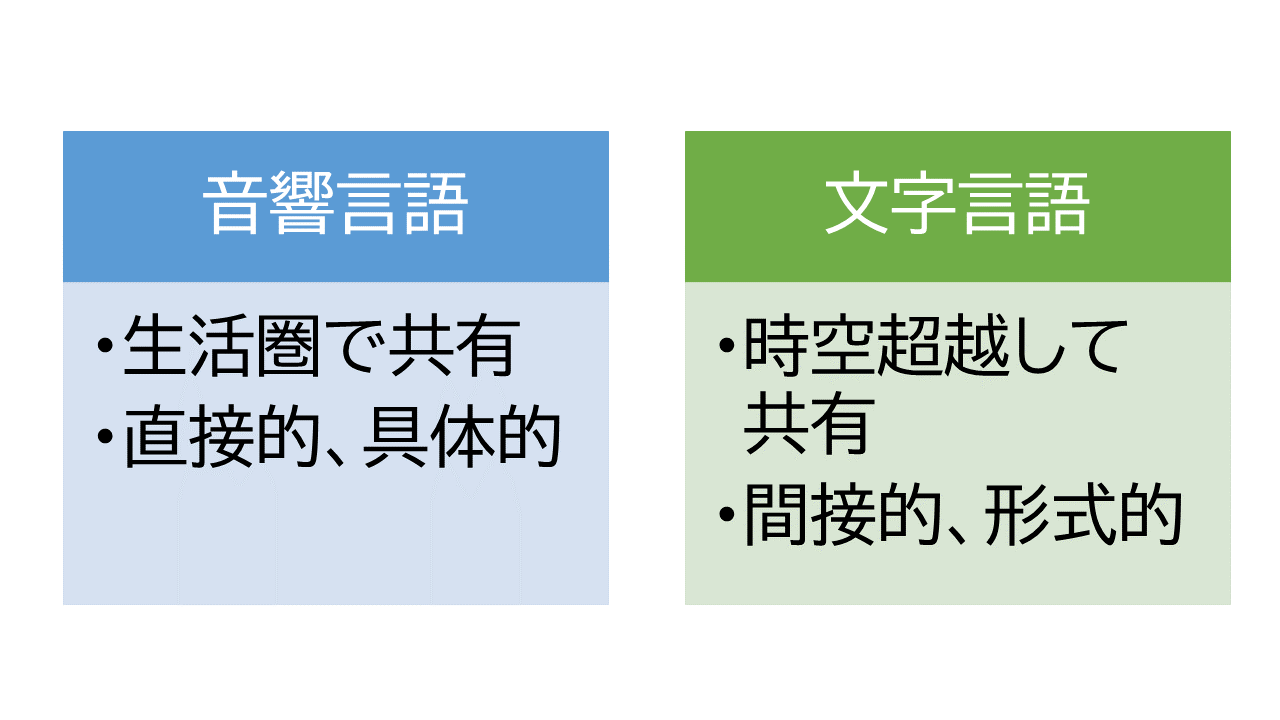 音響言語
・生活圏で共有
・直接的、具体的
文字言語
・時空超越して
共有
・間接的、形式的